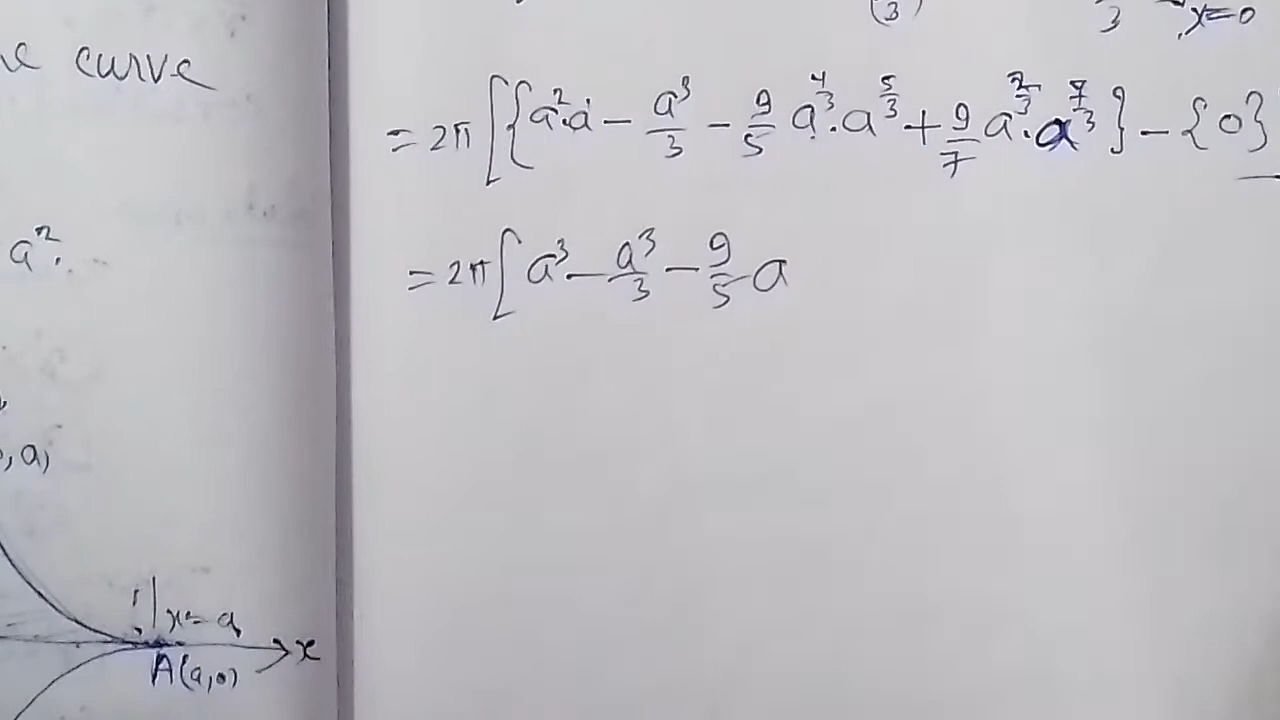 curve
a².
, a,
x = a
A(a,0)
x
3
3
x=0
= 2π [ { a².a - a³/3 - 9/5 a^4/3 . a^5/3 + 9/7 a^2/3 . a^7/3 } - { 0 }
= 2π [ a³ - a³/3 - 9/5 a